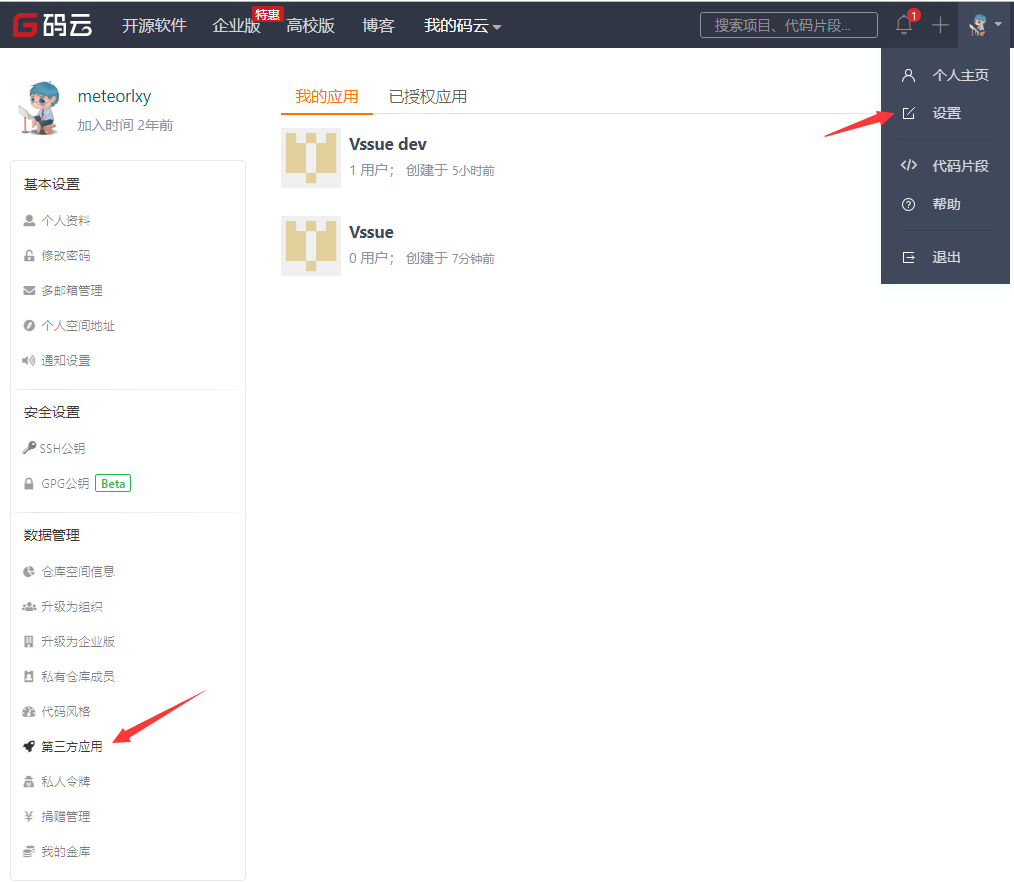 码云 开源软件 企业版 特惠 高校版 博客 我的码云 搜索项目、代码片段... 1
个人主页
设置
代码片段
帮助
退出
meteorlxy
加入时间 2年前
基本设置
个人资料
修改密码
多邮箱管理
个人空间地址
通知设置
安全设置
SSH公钥
GPG公钥 Beta
数据管理
仓库空间信息
升级为组织
升级为企业版
私有仓库成员
代码风格
第三方应用
私人令牌
捐赠管理
我的金库
我的应用 已授权应用
Vssue dev
1 用户； 创建于 5小时前
Vssue
0 用户； 创建于 7分钟前